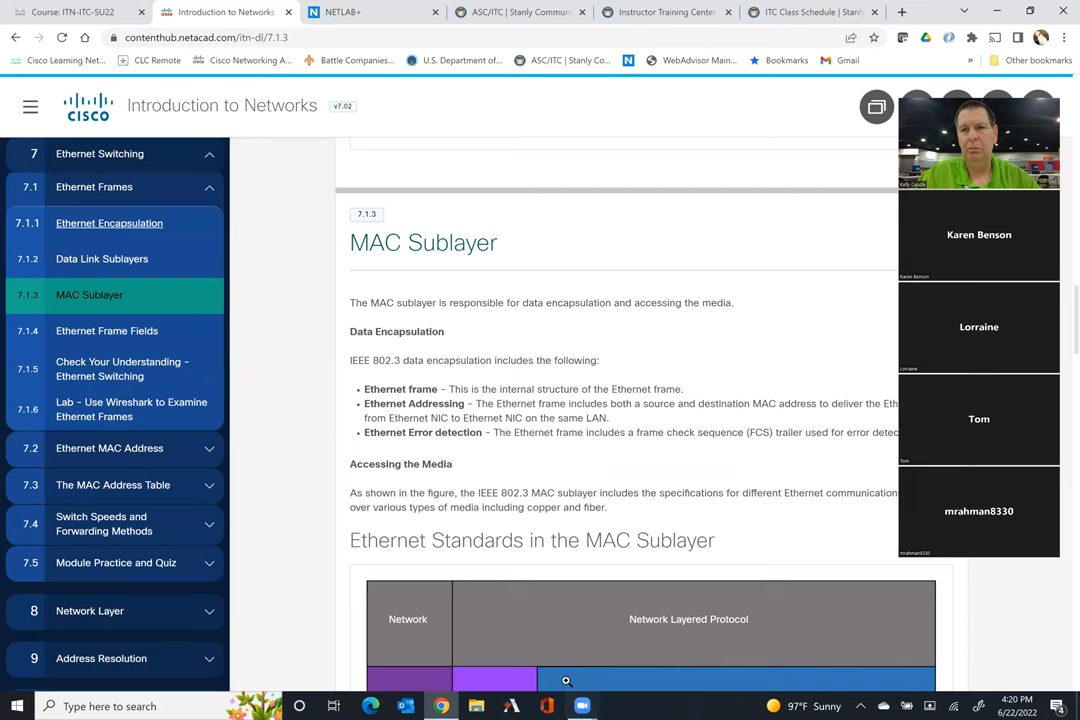 Course: ITN-ITC-SU22
Introduction to Networks
NETLAB+
ASC/ITC | Stanly Commun
Instructor Training Center
ITC Class Schedule | Stanly
contenthub.netacad.com/itn-dl/7.1.3
Cisco Learning Net...
CLC Remote
Cisco Networking A...
Battle Companies...
U.S. Department of...
ASC/ITC | Stanly Co...
WebAdvisor Main...
Bookmarks
Gmail
»
Other bookmarks
CISCO
Introduction to Networks
v7.02
7 Ethernet Switching
7.1 Ethernet Frames
7.1.1 Ethernet Encapsulation
7.1.2 Data Link Sublayers
7.1.3 MAC Sublayer
7.1.4 Ethernet Frame Fields
7.1.5 Check Your Understanding -
Ethernet Switching
7.1.6 Lab - Use Wireshark to Examine
Ethernet Frames
7.2 Ethernet MAC Address
7.3 The MAC Address Table
7.4 Switch Speeds and
Forwarding Methods
7.5 Module Practice and Quiz
8 Network Layer
9 Address Resolution
7.1.3
MAC Sublayer
The MAC sublayer is responsible for data encapsulation and accessing the media.
Data Encapsulation
IEEE 802.3 data encapsulation includes the following:
• Ethernet frame - This is the internal structure of the Ethernet frame.
• Ethernet Addressing - The Ethernet frame includes both a source and destination MAC address to deliver the Eth
from Ethernet NIC to Ethernet NIC on the same LAN.
• Ethernet Error detection - The Ethernet frame includes a frame check sequence (FCS) trailer used for error detec
Accessing the Media
As shown in the figure, the IEEE 802.3 MAC sublayer includes the specifications for different Ethernet communications
over various types of media including copper and fiber.
Ethernet Standards in the MAC Sublayer
Network
Network Layered Protocol
Kelly Caudle
Karen Benson
Karen Benson
Lorraine
Lorraine
Tom
Tom
mrahman8330
mrahman8330
Type here to search
97°F Sunny
4:20 PM
6/22/2022
4